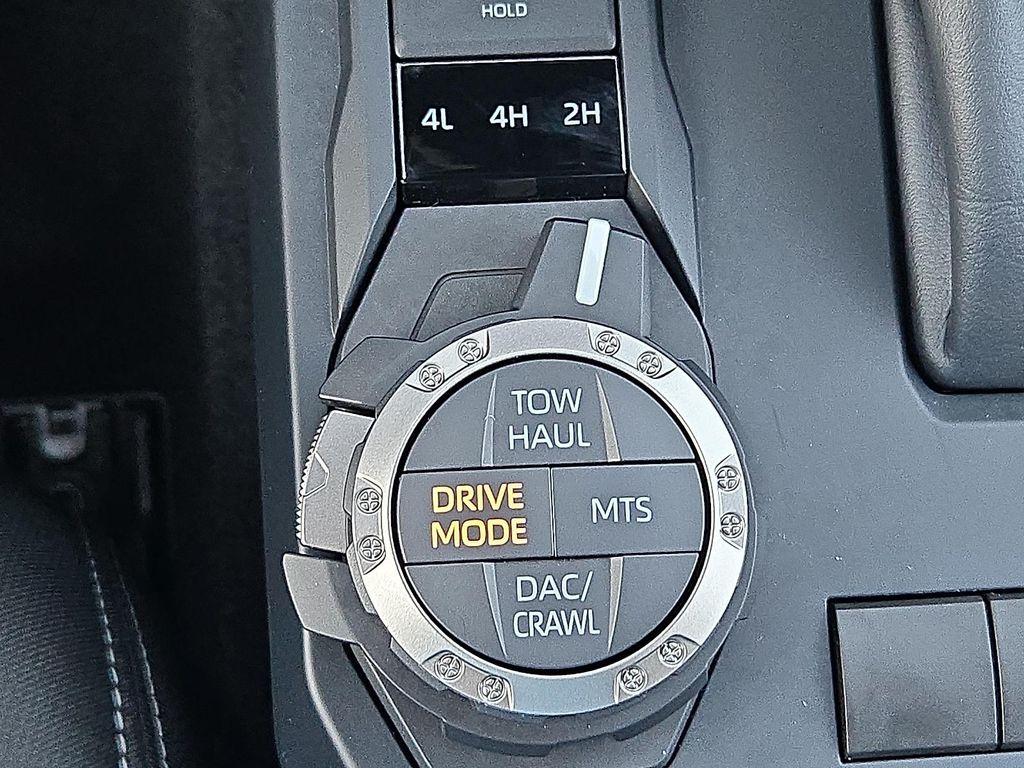 HOLD
4L 4H 2H
TOW
HAUL
DRIVE
MODE
MTS
DAC/
CRAWL